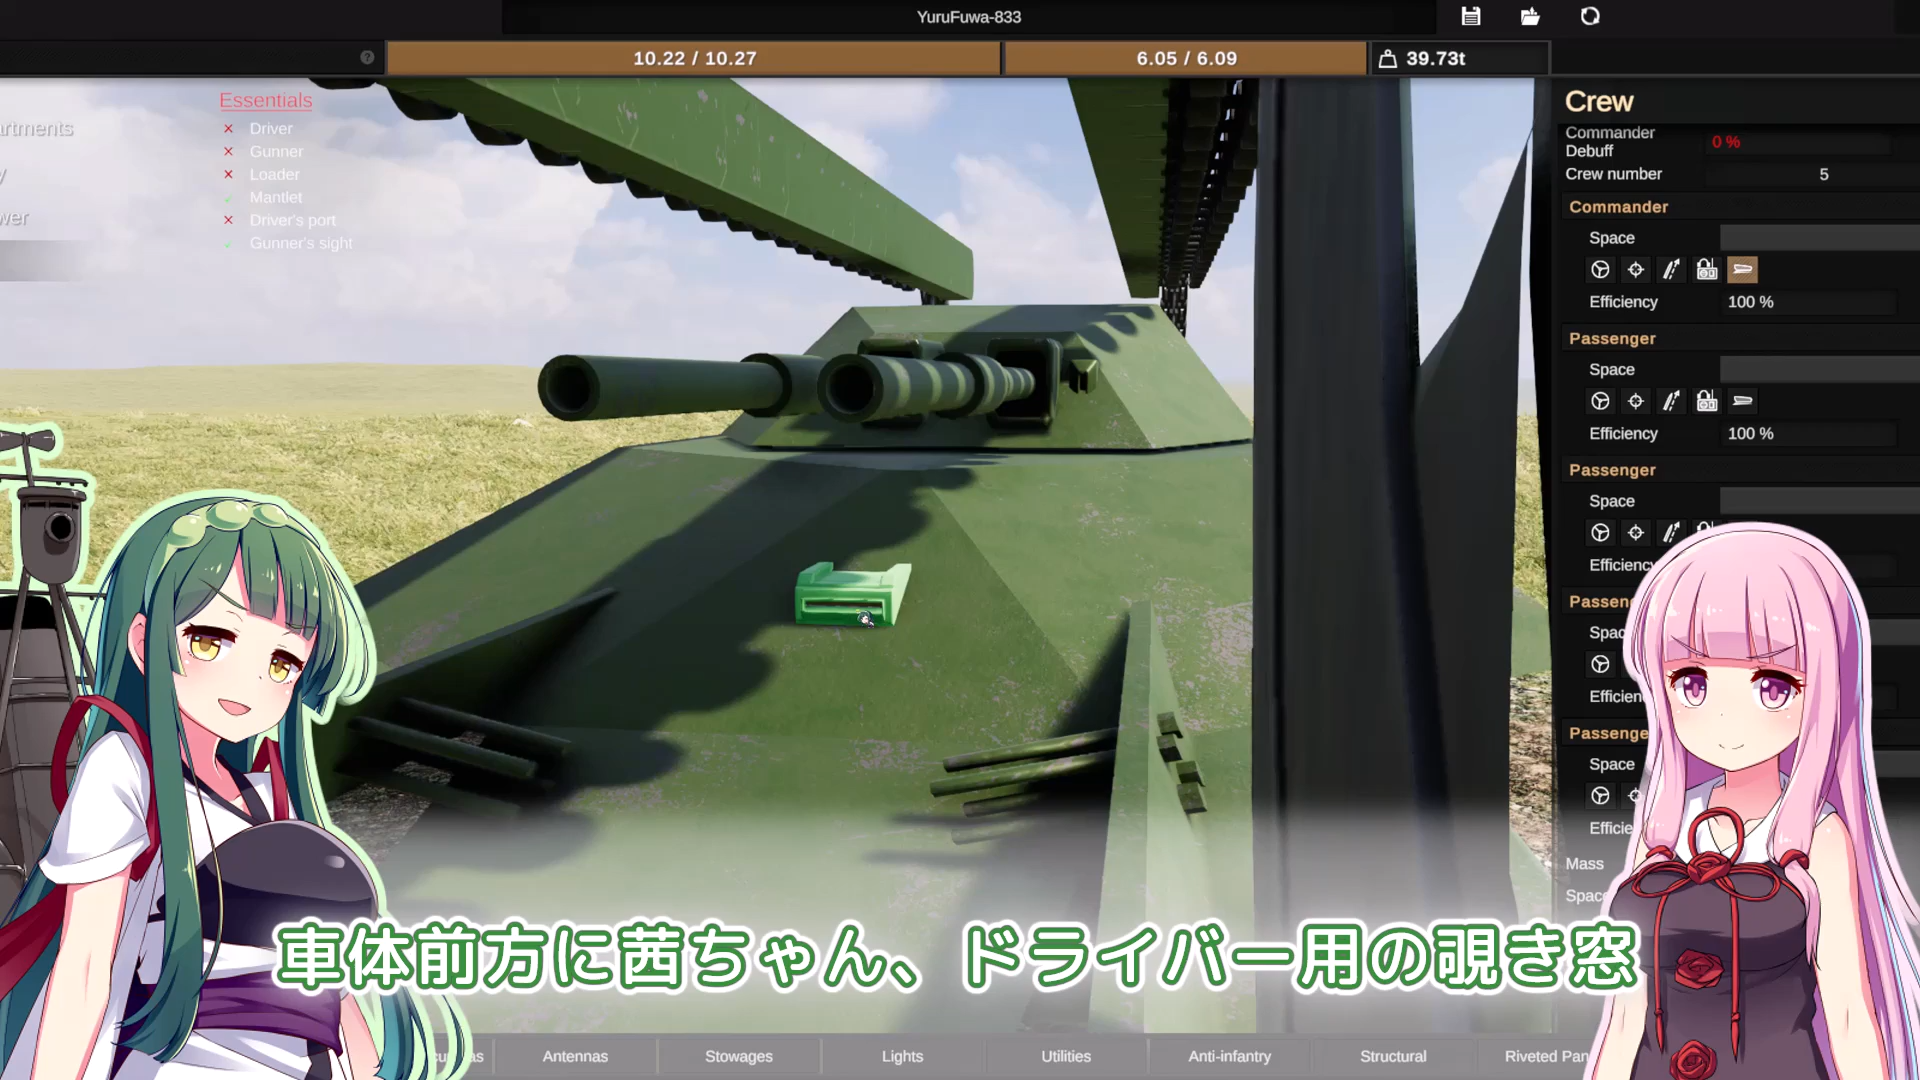 YuruFuwa-833
10.22 / 10.27
6.05 / 6.09
39.73t
Essentials
Driver
Gunner
Loader
Mantlet
Driver's port
Gunner's sight
Crew
Commander Debuff
0 %
Crew number
5
Commander
Space
Efficiency
100 %
Passenger
Space
Efficiency
100 %
Passenger
Space
Efficiency
Space
Mass
車体前方に茜ちゃん、ドライバー用の覗き窓
Antennas
Stowages
Lights
Utilities
Anti-infantry
Structural
Riveted